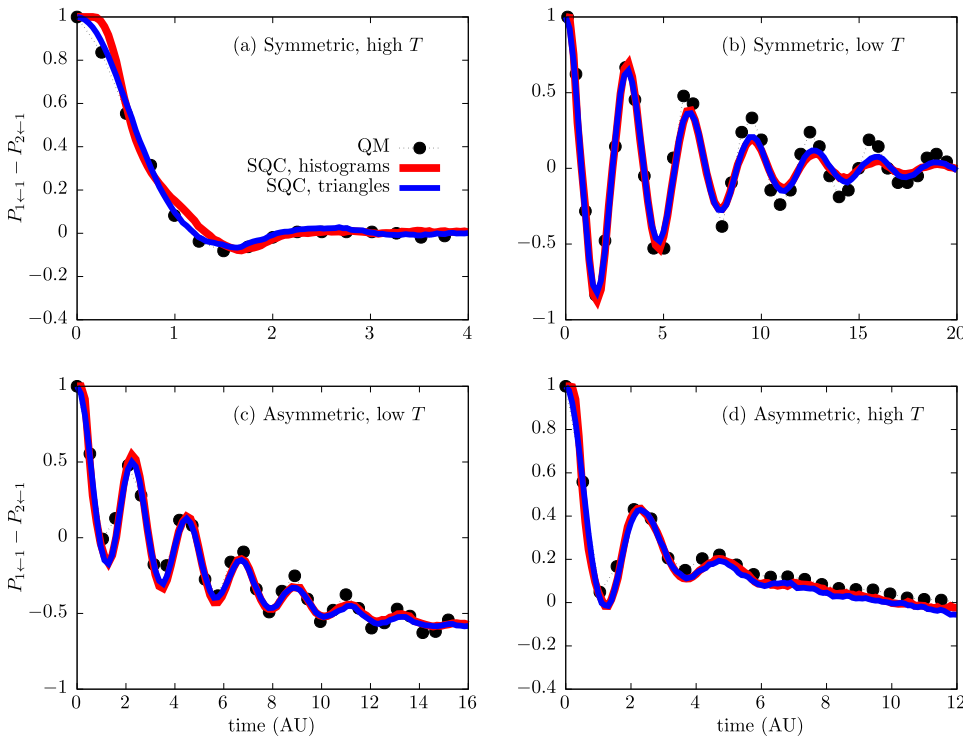 P₁←₁ − P₂←₁
1
0.8
0.6
0.4
0.2
0
−0.2
−0.4
(a) Symmetric, high T
QM
SQC, histograms
SQC, triangles
0 1 2 3 4
1
0.5
0
−0.5
−1
(b) Symmetric, low T
0 5 10 15 20
P₁←₁ − P₂←₁
1
0.5
0
−0.5
−1
(c) Asymmetric, low T
0 2 4 6 8 10 12 14 16
time (AU)
1
0.8
0.6
0.4
0.2
0
−0.2
−0.4
(d) Asymmetric, high T
0 2 4 6 8 10 12
time (AU)